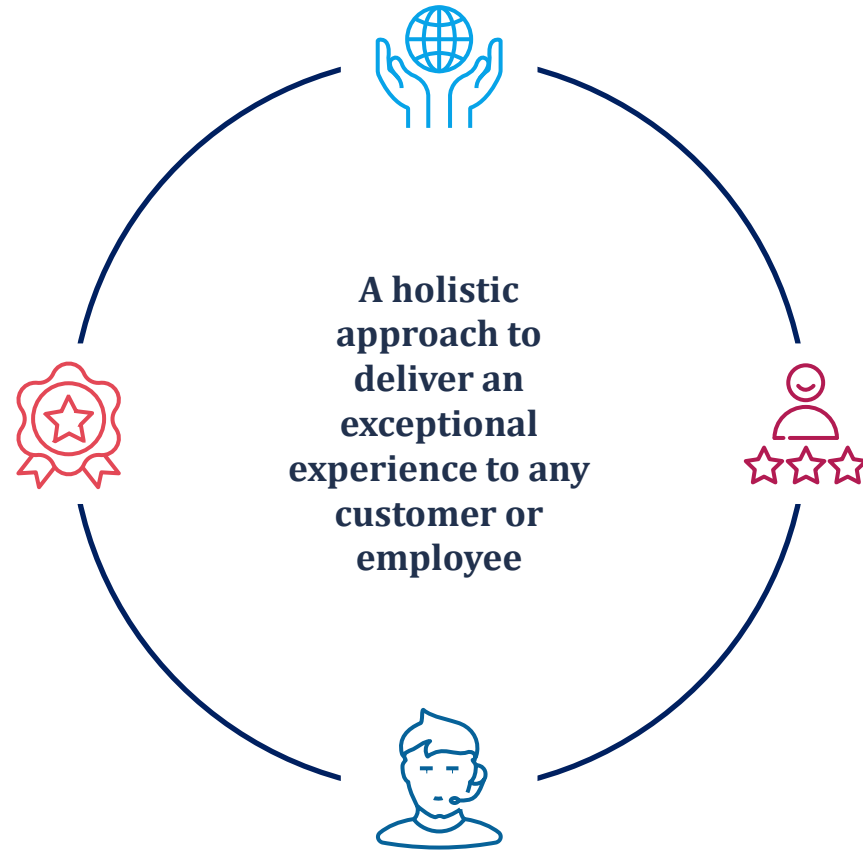 A holistic
approach to
deliver an
exceptional
experience to any
customer or
employee